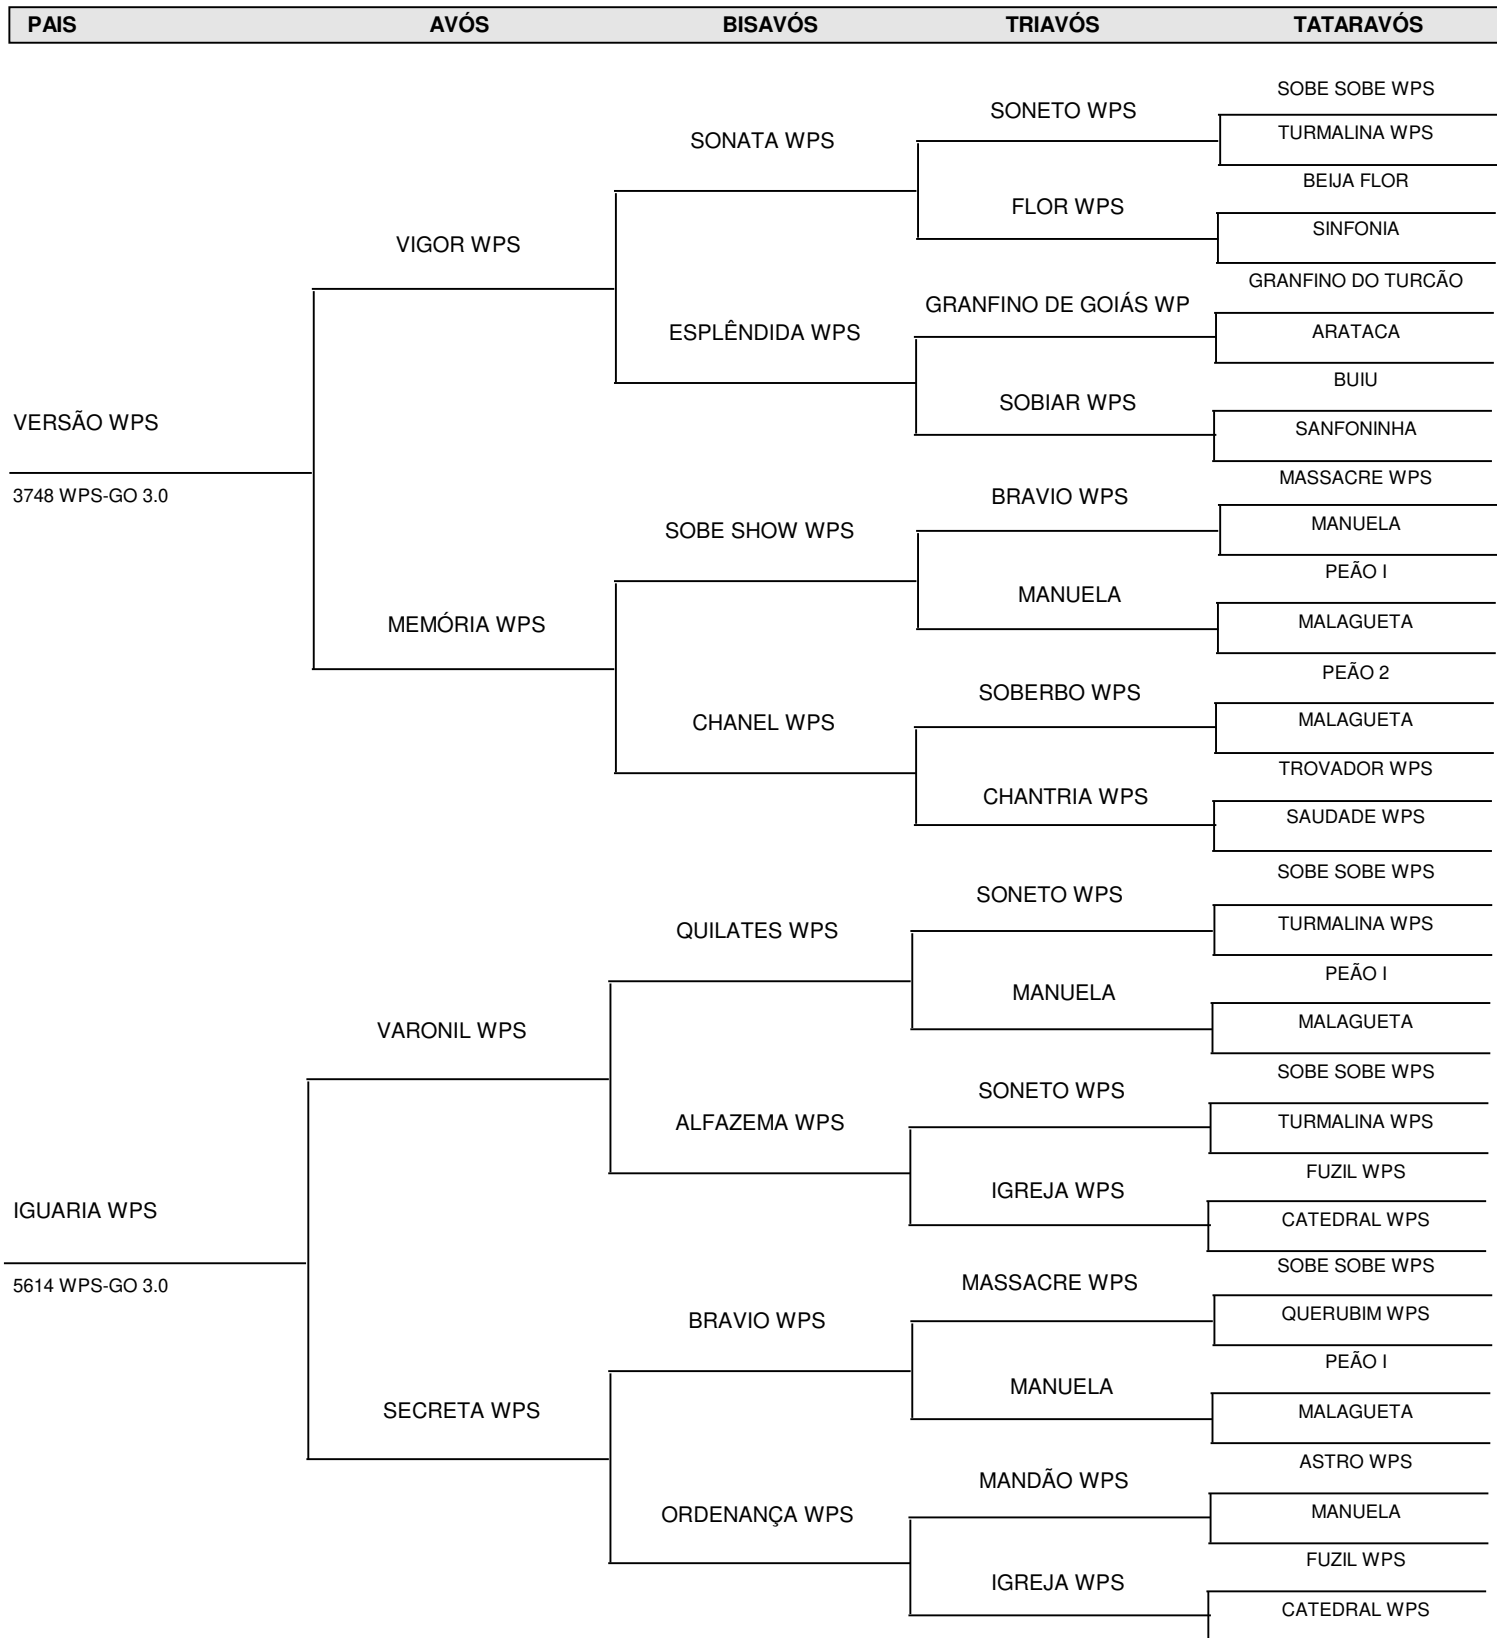 PAIS AVÓS BISAVÓS TRIAVÓS TATARAVÓS
SOBE SOBE WPS
SONETO WPS
TURMALINA WPS
SONATA WPS
BEIJA FLOR
FLOR WPS
SINFONIA
VIGOR WPS
GRANFINO DO TURCÃO
GRANFINO DE GOIÁS WP
ARATACA
ESPLÊNDIDA WPS
BUIU
SOBIAR WPS
SANFONINHA
VERSÃO WPS
3748 WPS-GO 3.0
MASSACRE WPS
BRAVIO WPS
MANUELA
SOBE SHOW WPS
PEÃO I
MANUELA
MALAGUETA
MEMÓRIA WPS
PEÃO 2
SOBERBO WPS
MALAGUETA
CHANEL WPS
TROVADOR WPS
CHANTRIA WPS
SAUDADE WPS
SOBE SOBE WPS
SONETO WPS
TURMALINA WPS
QUILATES WPS
PEÃO I
MANUELA
MALAGUETA
VARONIL WPS
SOBE SOBE WPS
SONETO WPS
TURMALINA WPS
ALFAZEMA WPS
FUZIL WPS
IGREJA WPS
CATEDRAL WPS
IGUARIA WPS
5614 WPS-GO 3.0
SOBE SOBE WPS
MASSACRE WPS
QUERUBIM WPS
BRAVIO WPS
PEÃO I
MANUELA
MALAGUETA
SECRETA WPS
ASTRO WPS
MANDÃO WPS
MANUELA
ORDENANÇA WPS
FUZIL WPS
IGREJA WPS
CATEDRAL WPS